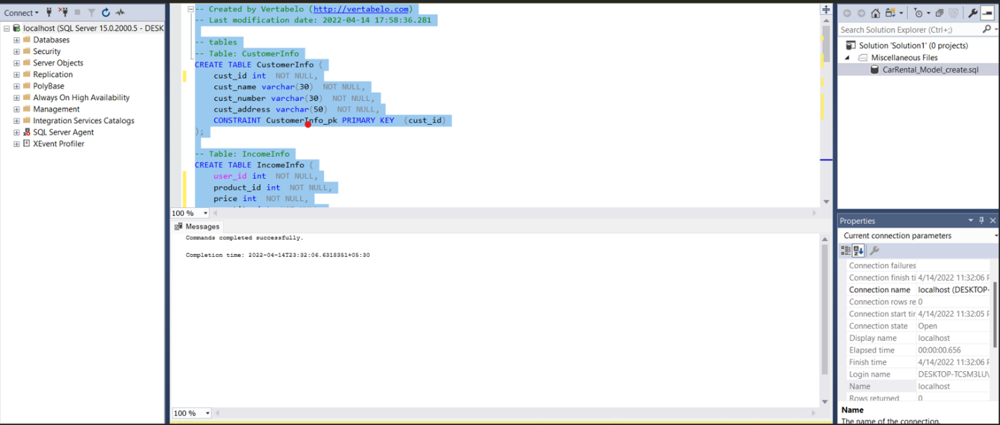 Connect
localhost (SQL Server 15.0.2000.5 - DESK
Databases
Security
Server Objects
Replication
PolyBase
Always On High Availability
Management
Integration Services Catalogs
SQL Server Agent
XEvent Profiler
-- Created by Vertabelo (http://vertabelo.com)
-- Last modification date: 2022-04-14 17:58:36.281
-- tables
-- Table: CustomerInfo
CREATE TABLE CustomerInfo (
cust_id int NOT NULL,
cust_name varchar(30) NOT NULL,
cust_number varchar(30) NOT NULL,
cust_address varchar(50) NOT NULL,
CONSTRAINT CustomerInfo_pk PRIMARY KEY (cust_id)
);
-- Table: IncomeInfo
CREATE TABLE IncomeInfo (
user_id int NOT NULL,
product_id int NOT NULL,
price int NOT NULL,
100 %
Messages
Commands completed successfully.
Completion time: 2022-04-14T23:32:06.6318351+05:30
100 %
Search Solution Explorer (Ctrl+;)
Solution 'Solution1' (0 projects)
Miscellaneous Files
CarRental_Model_create.sql
Properties
Current connection parameters
Connection failures
Connection finish ti 4/14/2022 11:32:06 P
Connection name localhost (DESKTOP-
Connection rows re 0
Connection start tir 4/14/2022 11:32:05 P
Connection state Open
Display name localhost
Elapsed time 00:00:00.656
Finish time 4/14/2022 11:32:06 P
Login name DESKTOP-TCSM3LU\
Name localhost
Rows returned 0
Name
The name of the connection.